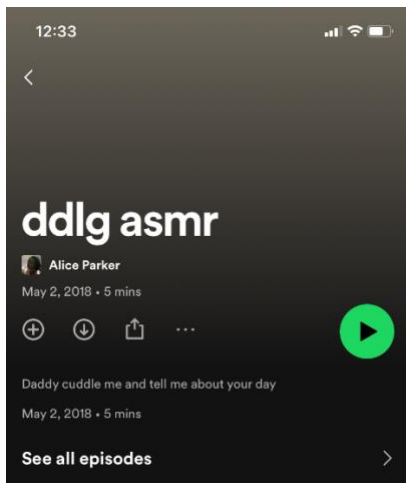 12:33
ddlg asmr
Alice Parker
May 2, 2018 • 5 mins
Daddy cuddle me and tell me about your day
May 2, 2018 • 5 mins
See all episodes